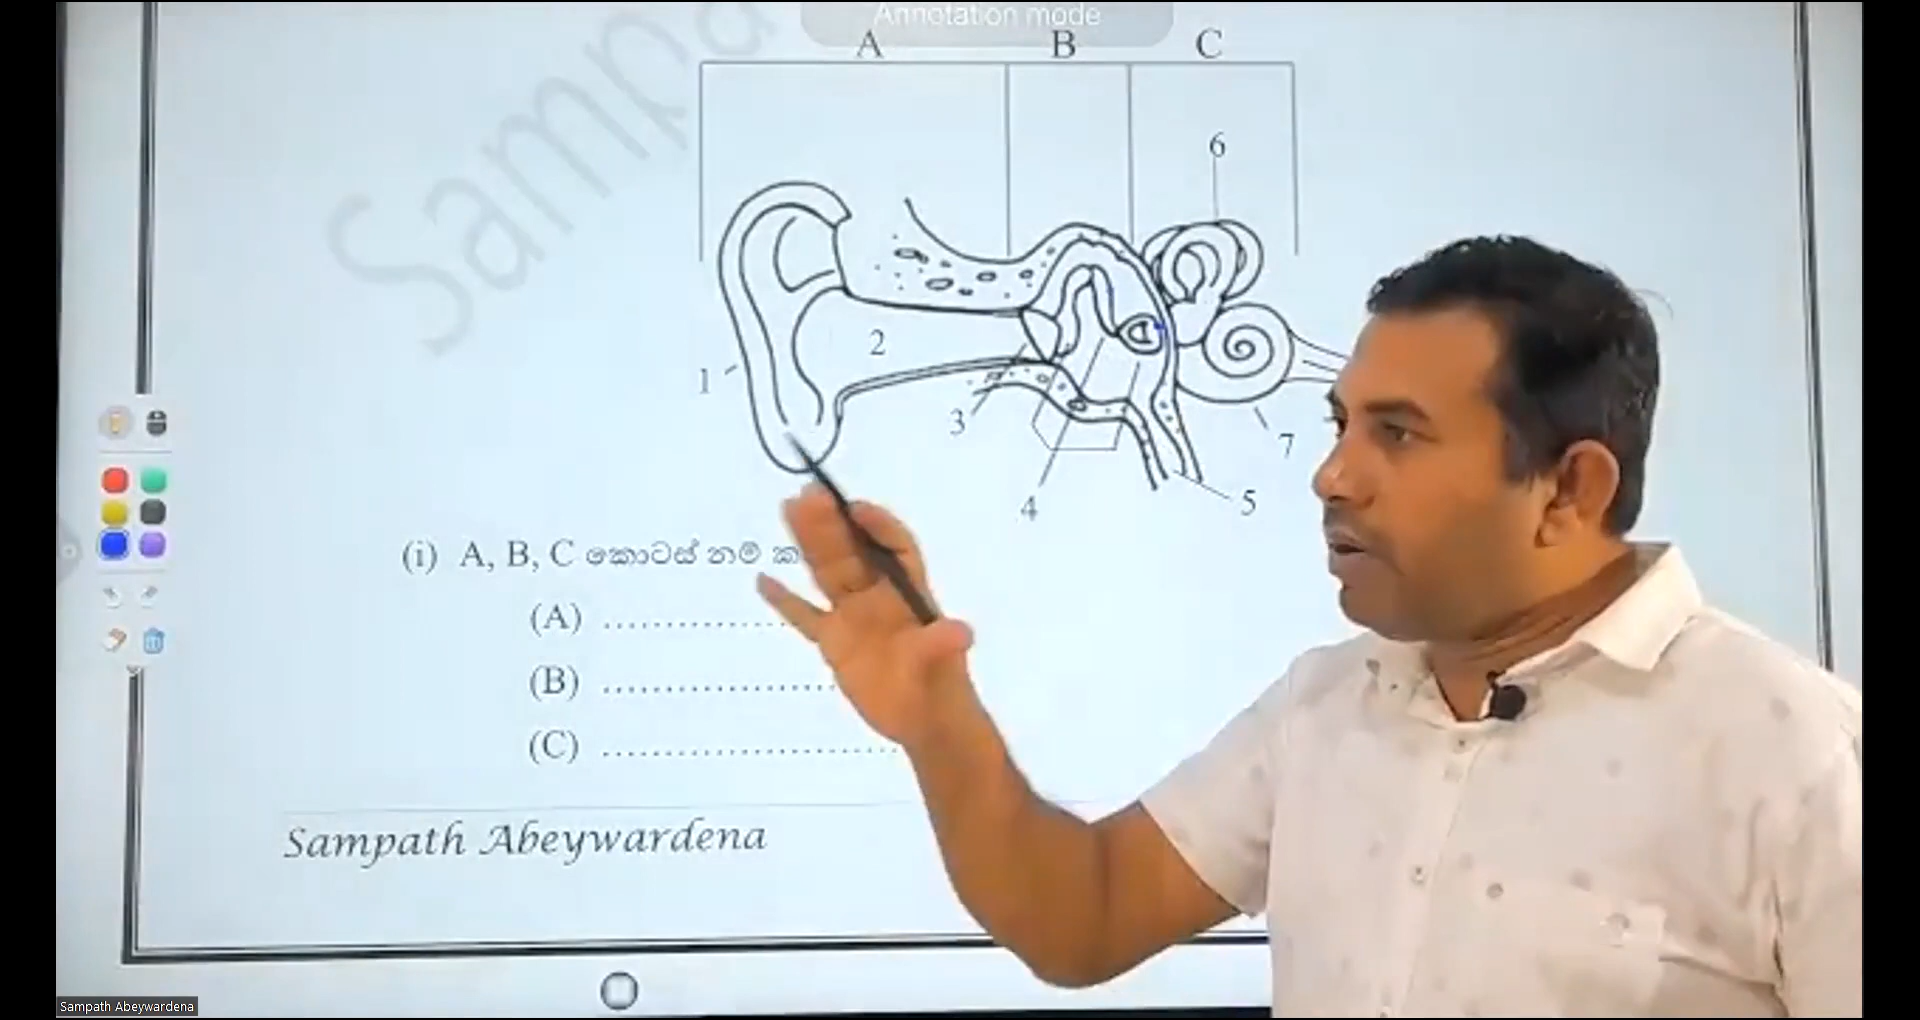 Annotation mode
A B C
6
2
1
3
7
4
5
(i) A, B, C කොටස් නම් ක
(A) ....................
(B) ....................
(C) ....................
Sampath Abeywardena
Sampath Abeywardena